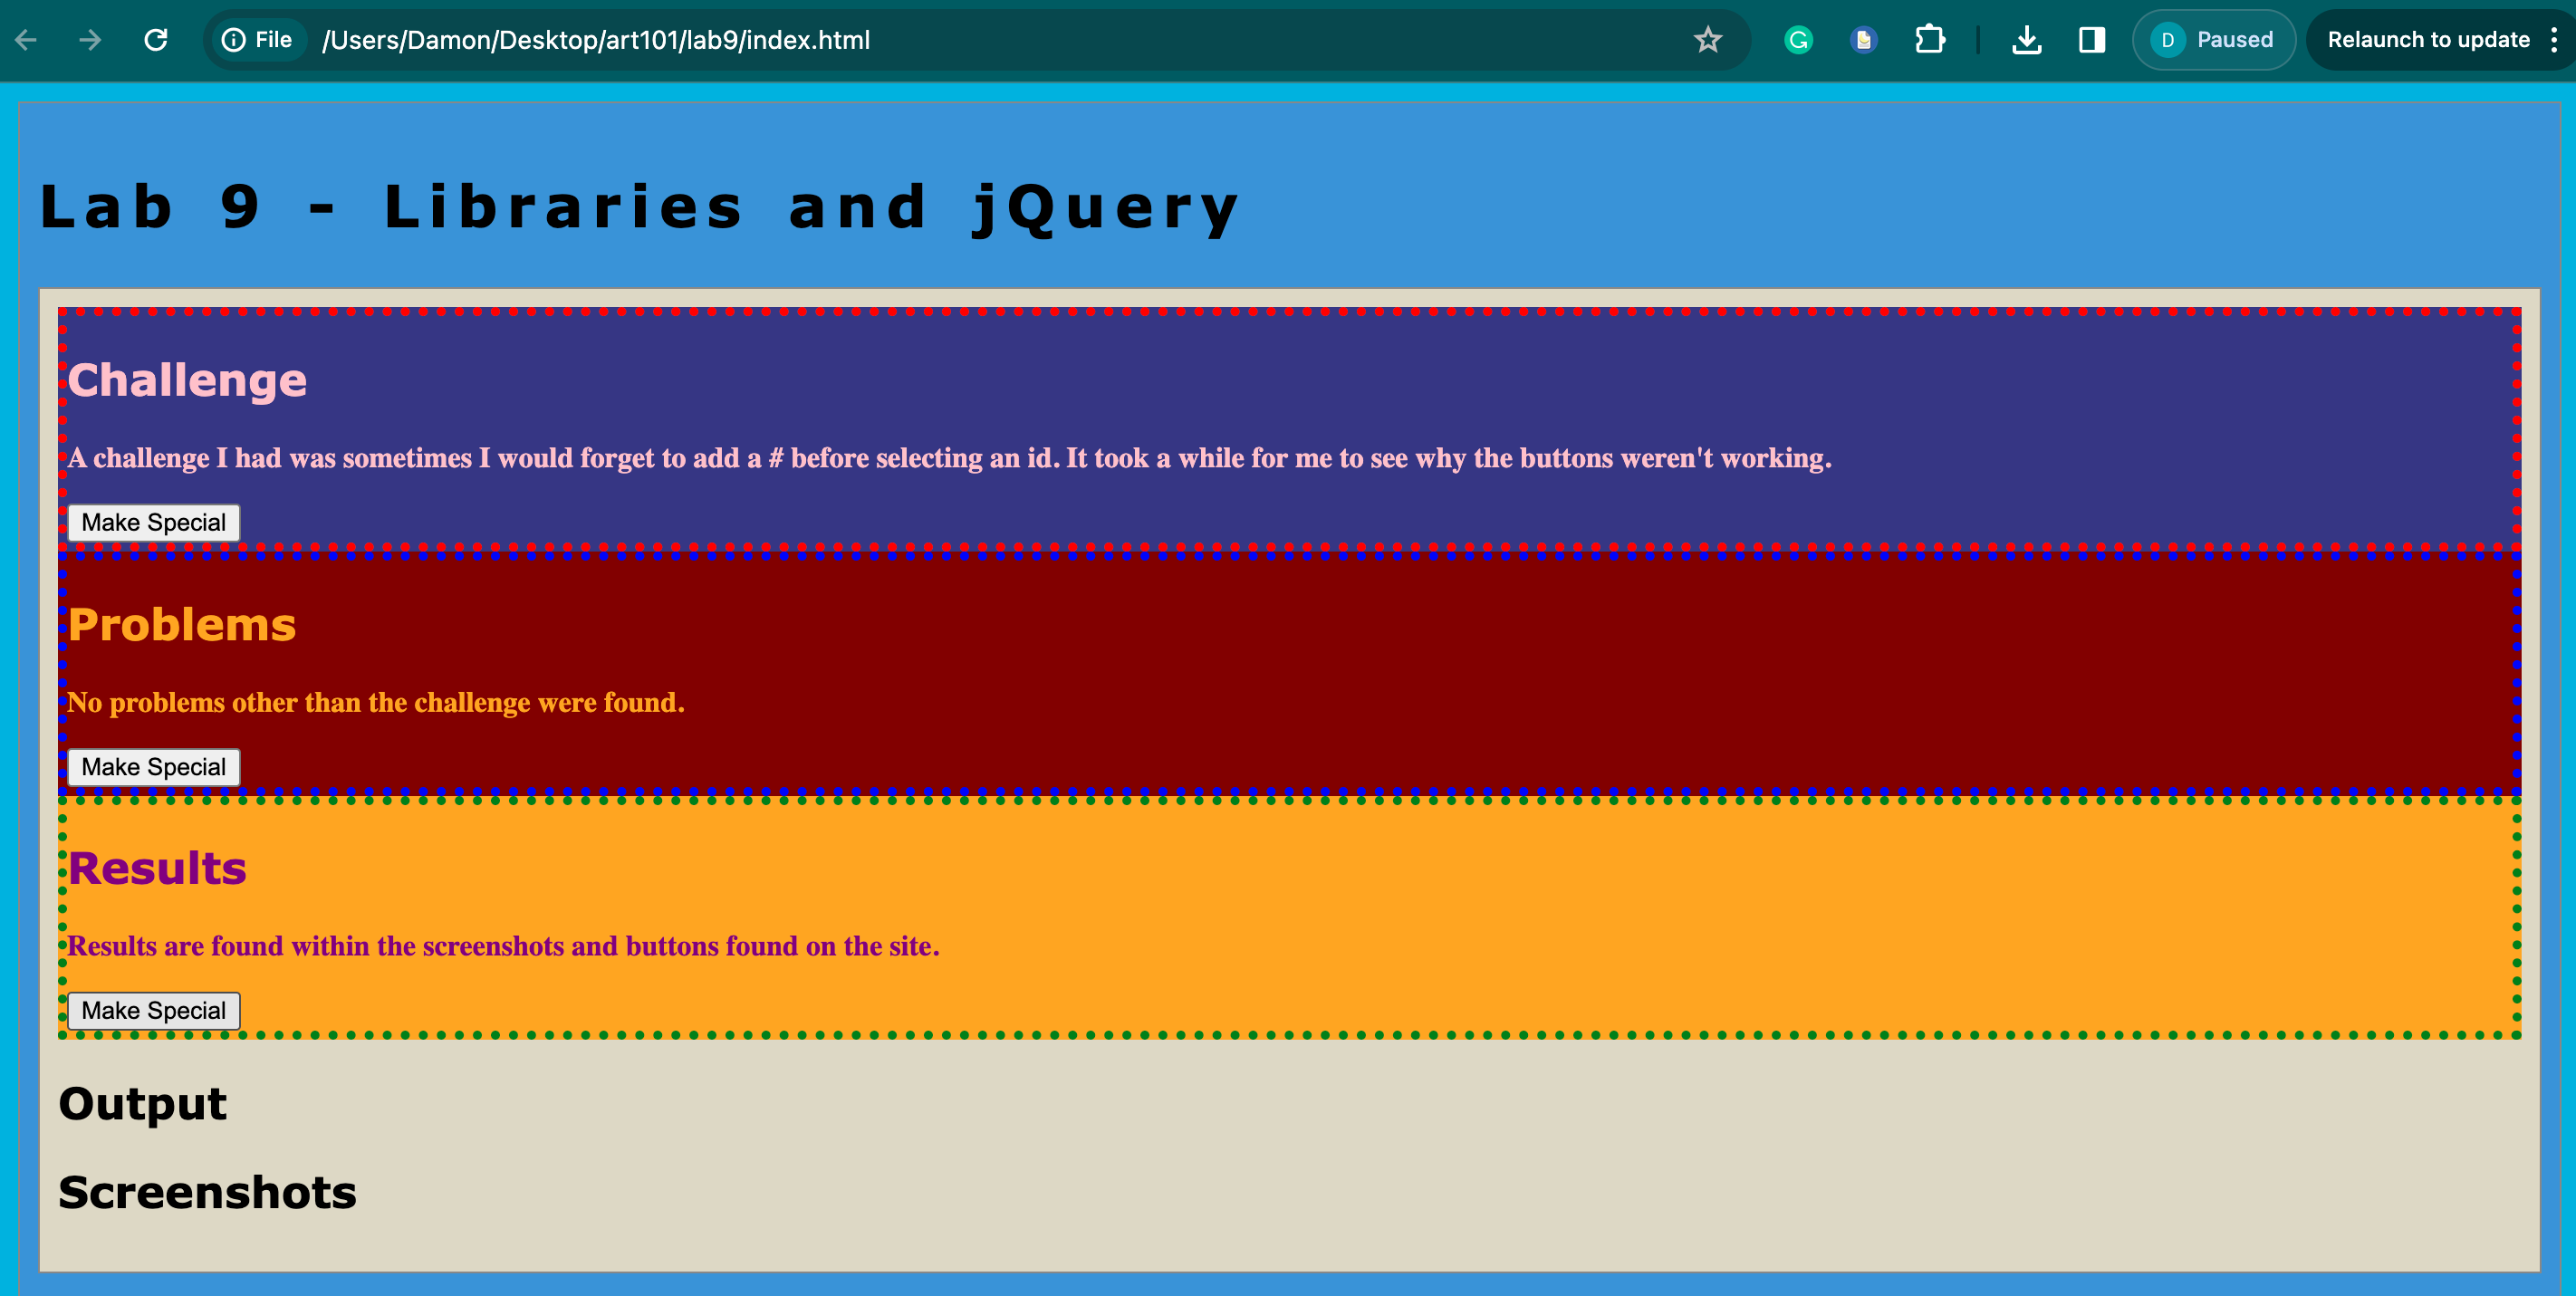 File /Users/Damon/Desktop/art101/lab9/index.html G D Paused Relaunch to update
Lab 9 - Libraries and jQuery
Challenge
A challenge I had was sometimes I would forget to add a # before selecting an id. It took a while for me to see why the buttons weren't working.
Make Special
Problems
No problems other than the challenge were found.
Make Special
Results
Results are found within the screenshots and buttons found on the site.
Make Special
Output
Screenshots